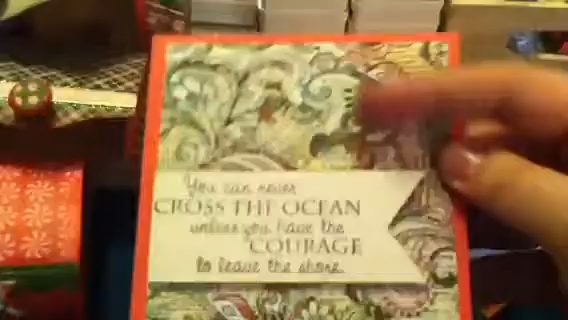 You can never
CROSS THE OCEAN
unless you have the
COURAGE
to leave the shore.